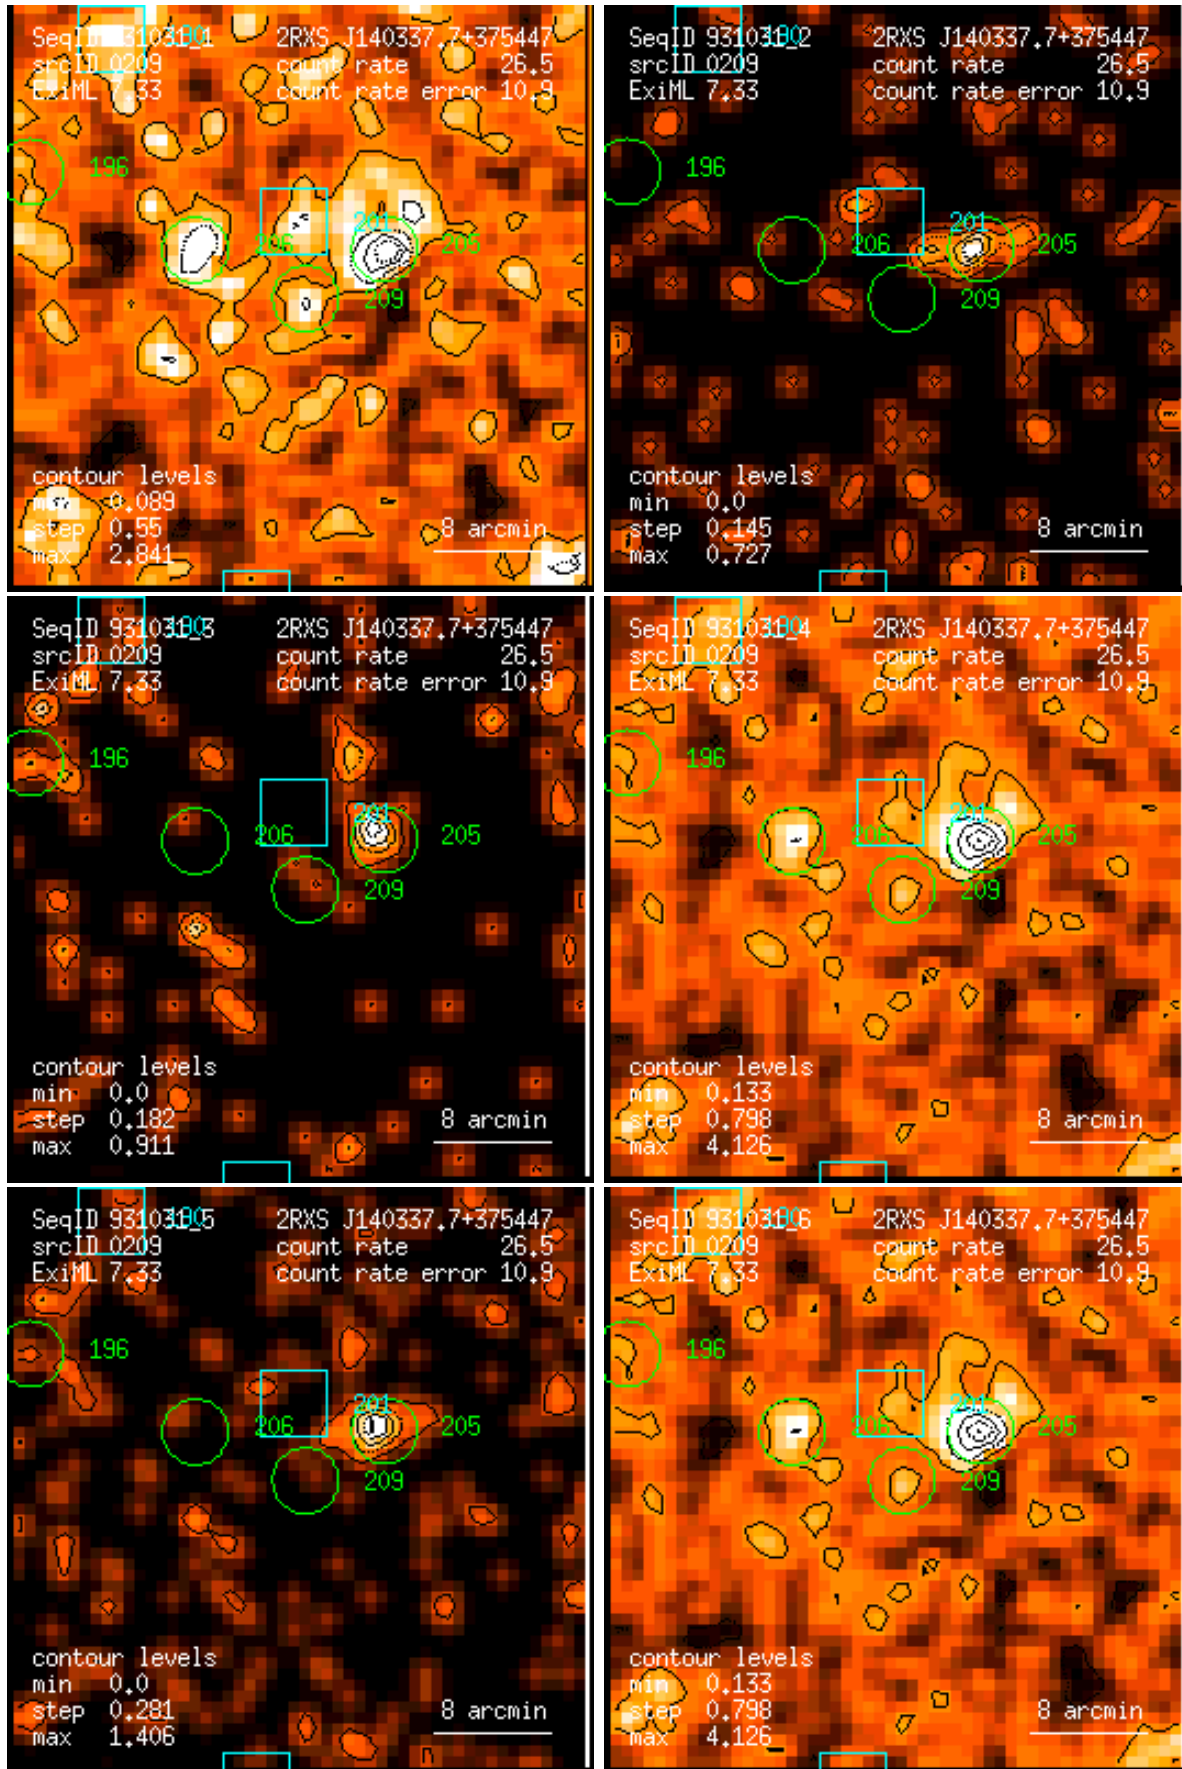 SeqID 931031_1 190 2RXS J140337.7+375447
srcID 0209 count rate 26.5
ExiML 7.33 count rate error 10.9
196
201
206 205
209
contour levels
min 0.089
step 0.55
max 2.841
8 arcmin
SeqID 931031_2 190 2RXS J140337.7+375447
srcID 0209 count rate 26.5
ExiML 7.33 count rate error 10.9
196
201
206 205
209
contour levels
min 0.0
step 0.145
max 0.727
8 arcmin
SeqID 931031_3 190 2RXS J140337.7+375447
srcID 0209 count rate 26.5
ExiML 7.33 count rate error 10.9
196
201
206 205
209
contour levels
min 0.0
step 0.182
max 0.911
8 arcmin
SeqID 931031_4 190 2RXS J140337.7+375447
srcID 0209 count rate 26.5
ExiML 7.33 count rate error 10.9
196
201
206 205
209
contour levels
min 0.133
step 0.798
max 4.126
8 arcmin
SeqID 931031_5 190 2RXS J140337.7+375447
srcID 0209 count rate 26.5
ExiML 7.33 count rate error 10.9
196
201
206 205
209
contour levels
min 0.0
step 0.281
max 1.406
8 arcmin
SeqID 931031_6 190 2RXS J140337.7+375447
srcID 0209 count rate 26.5
ExiML 7.33 count rate error 10.9
196
201
206 205
209
contour levels
min 0.133
step 0.798
max 4.126
8 arcmin